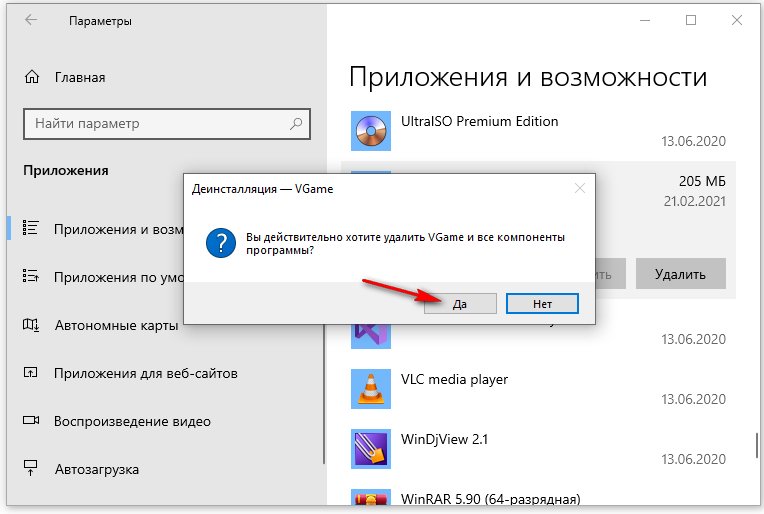 Параметры
Главная
Найти параметр
Приложения
Приложения и возм
Приложения по умо
Автономные карты
Приложения для веб-сайтов
Воспроизведение видео
Автозагрузка
Приложения и возможности
UltraISO Premium Edition
13.06.2020
205 МБ
21.02.2021
Удалить
Деинсталляция — VGame
Вы действительно хотите удалить VGame и все компоненты
программы?
Да
Нет
13.06.2020
VLC media player
13.06.2020
WinDjView 2.1
13.06.2020
WinRAR 5.90 (64-разрядная)